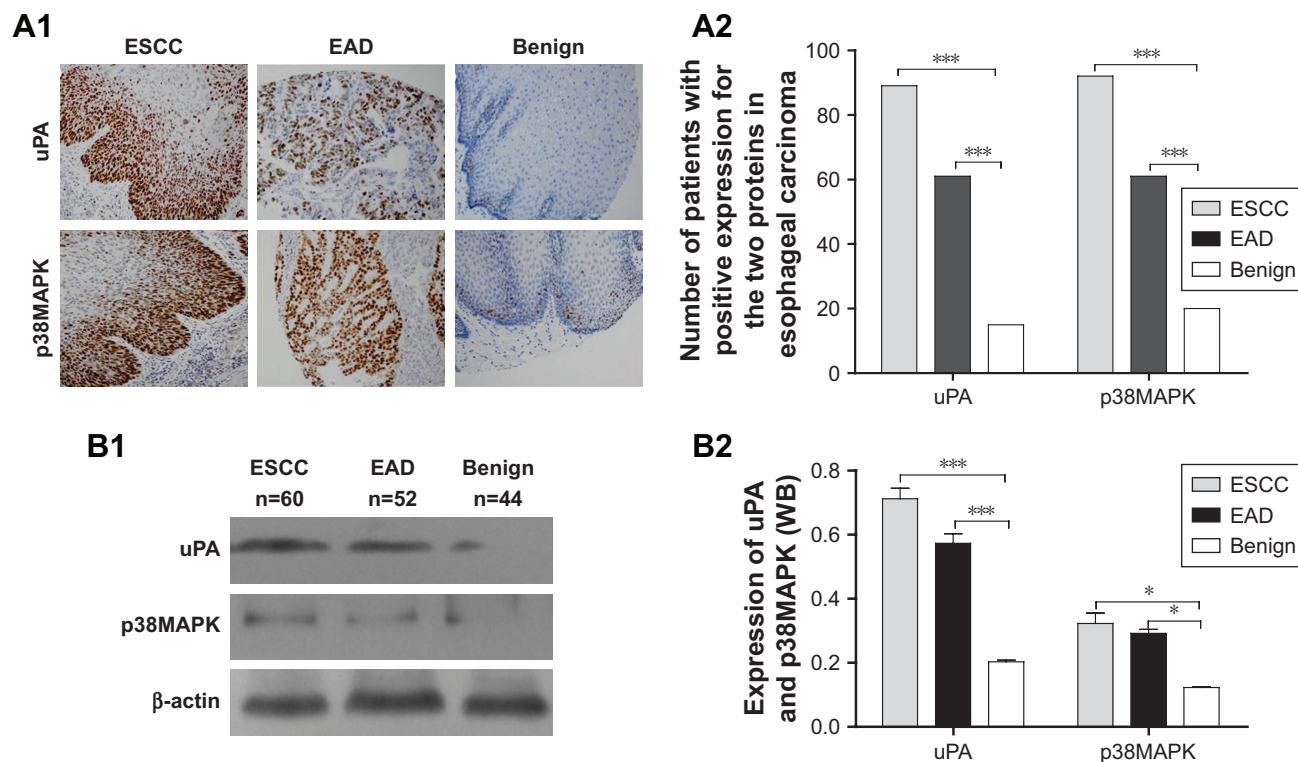 A1
ESCC
EAD
Benign
uPA
p38MAPK
A2
Number of patients with
positive expression for
the two proteins in
esophageal carcinoma
100
80
60
40
20
0
***
***
***
***
uPA
p38MAPK
ESCC
EAD
Benign
B1
ESCC
EAD
Benign
n=60
n=52
n=44
uPA
p38MAPK
β-actin
B2
Expression of uPA
and p38MAPK (WB)
0.8
0.6
0.4
0.2
0.0
***
***
*
*
uPA
p38MAPK
ESCC
EAD
Benign